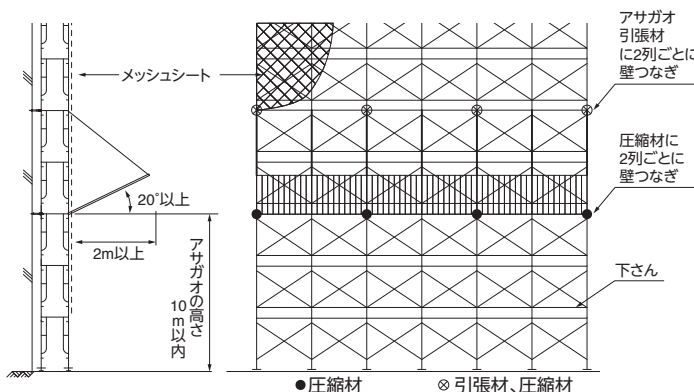 アサガオ
引張材
に2列ごとに
壁つなぎ
メッシュシート
圧縮材に
2列ごとに
壁つなぎ
20°以上
2m以上
アサガオの高さ
10m以内
下さん
●圧縮材
⊗引張材、圧縮材